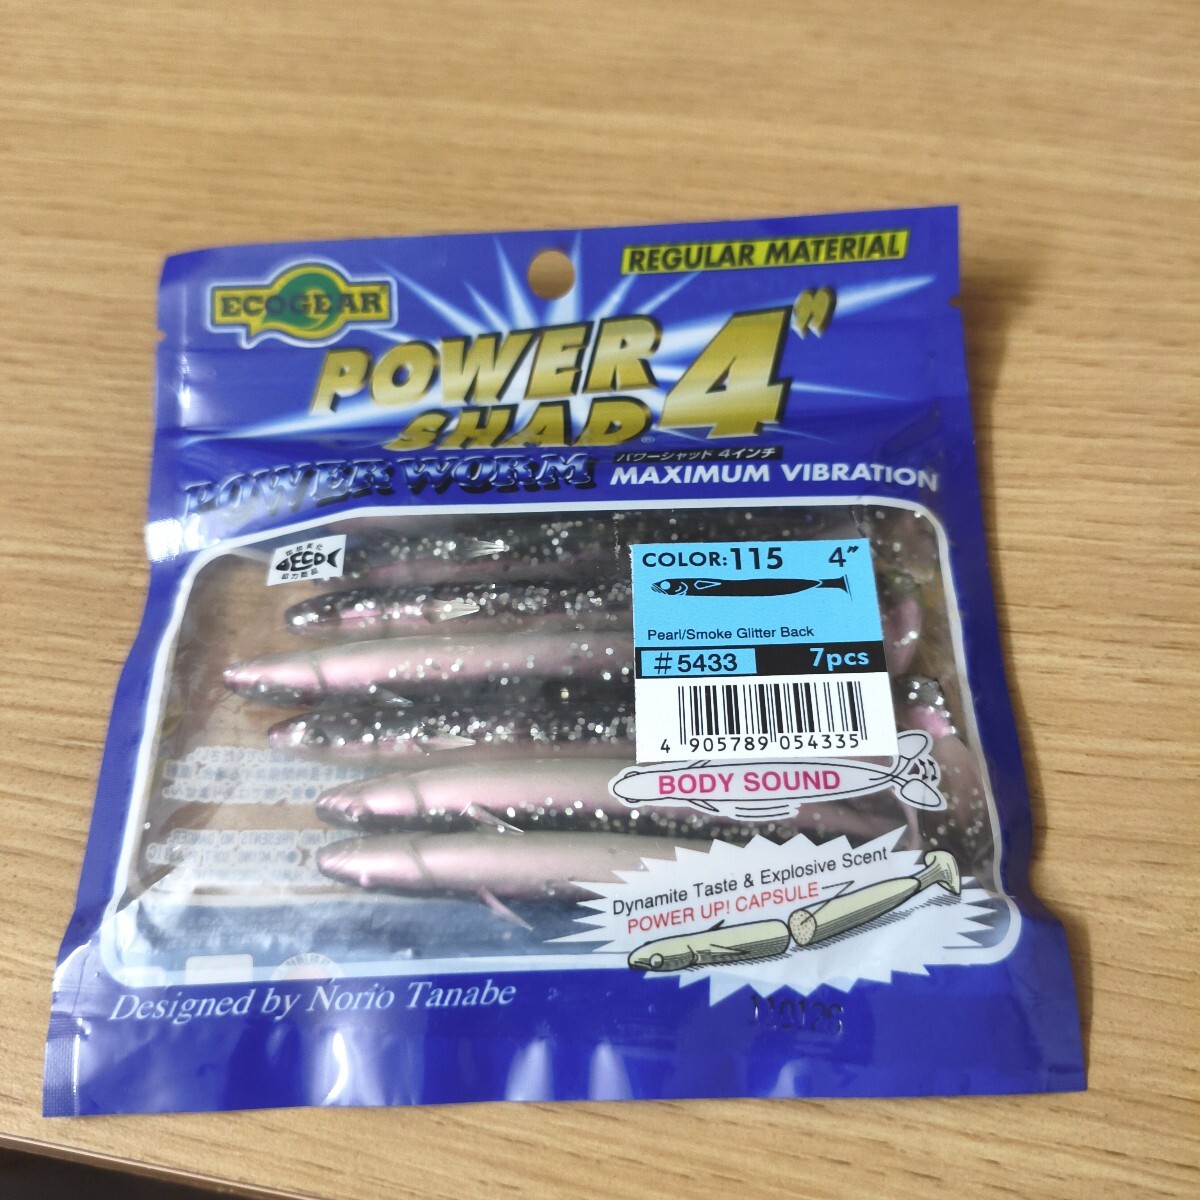 REGULAR MATERIAL
ECOGEAR
POWER
SHAD® 4"
パワーシャッド 4インチ
POWER WORM
MAXIMUM VIBRATION
ECO
COLOR:115 4"
Pearl/Smoke Glitter Back
#5433 7pcs
4 905789 054335
BODY SOUND
Dynamite Taste & Explosive Scent
POWER UP! CAPSULE
Designed by Norio Tanabe